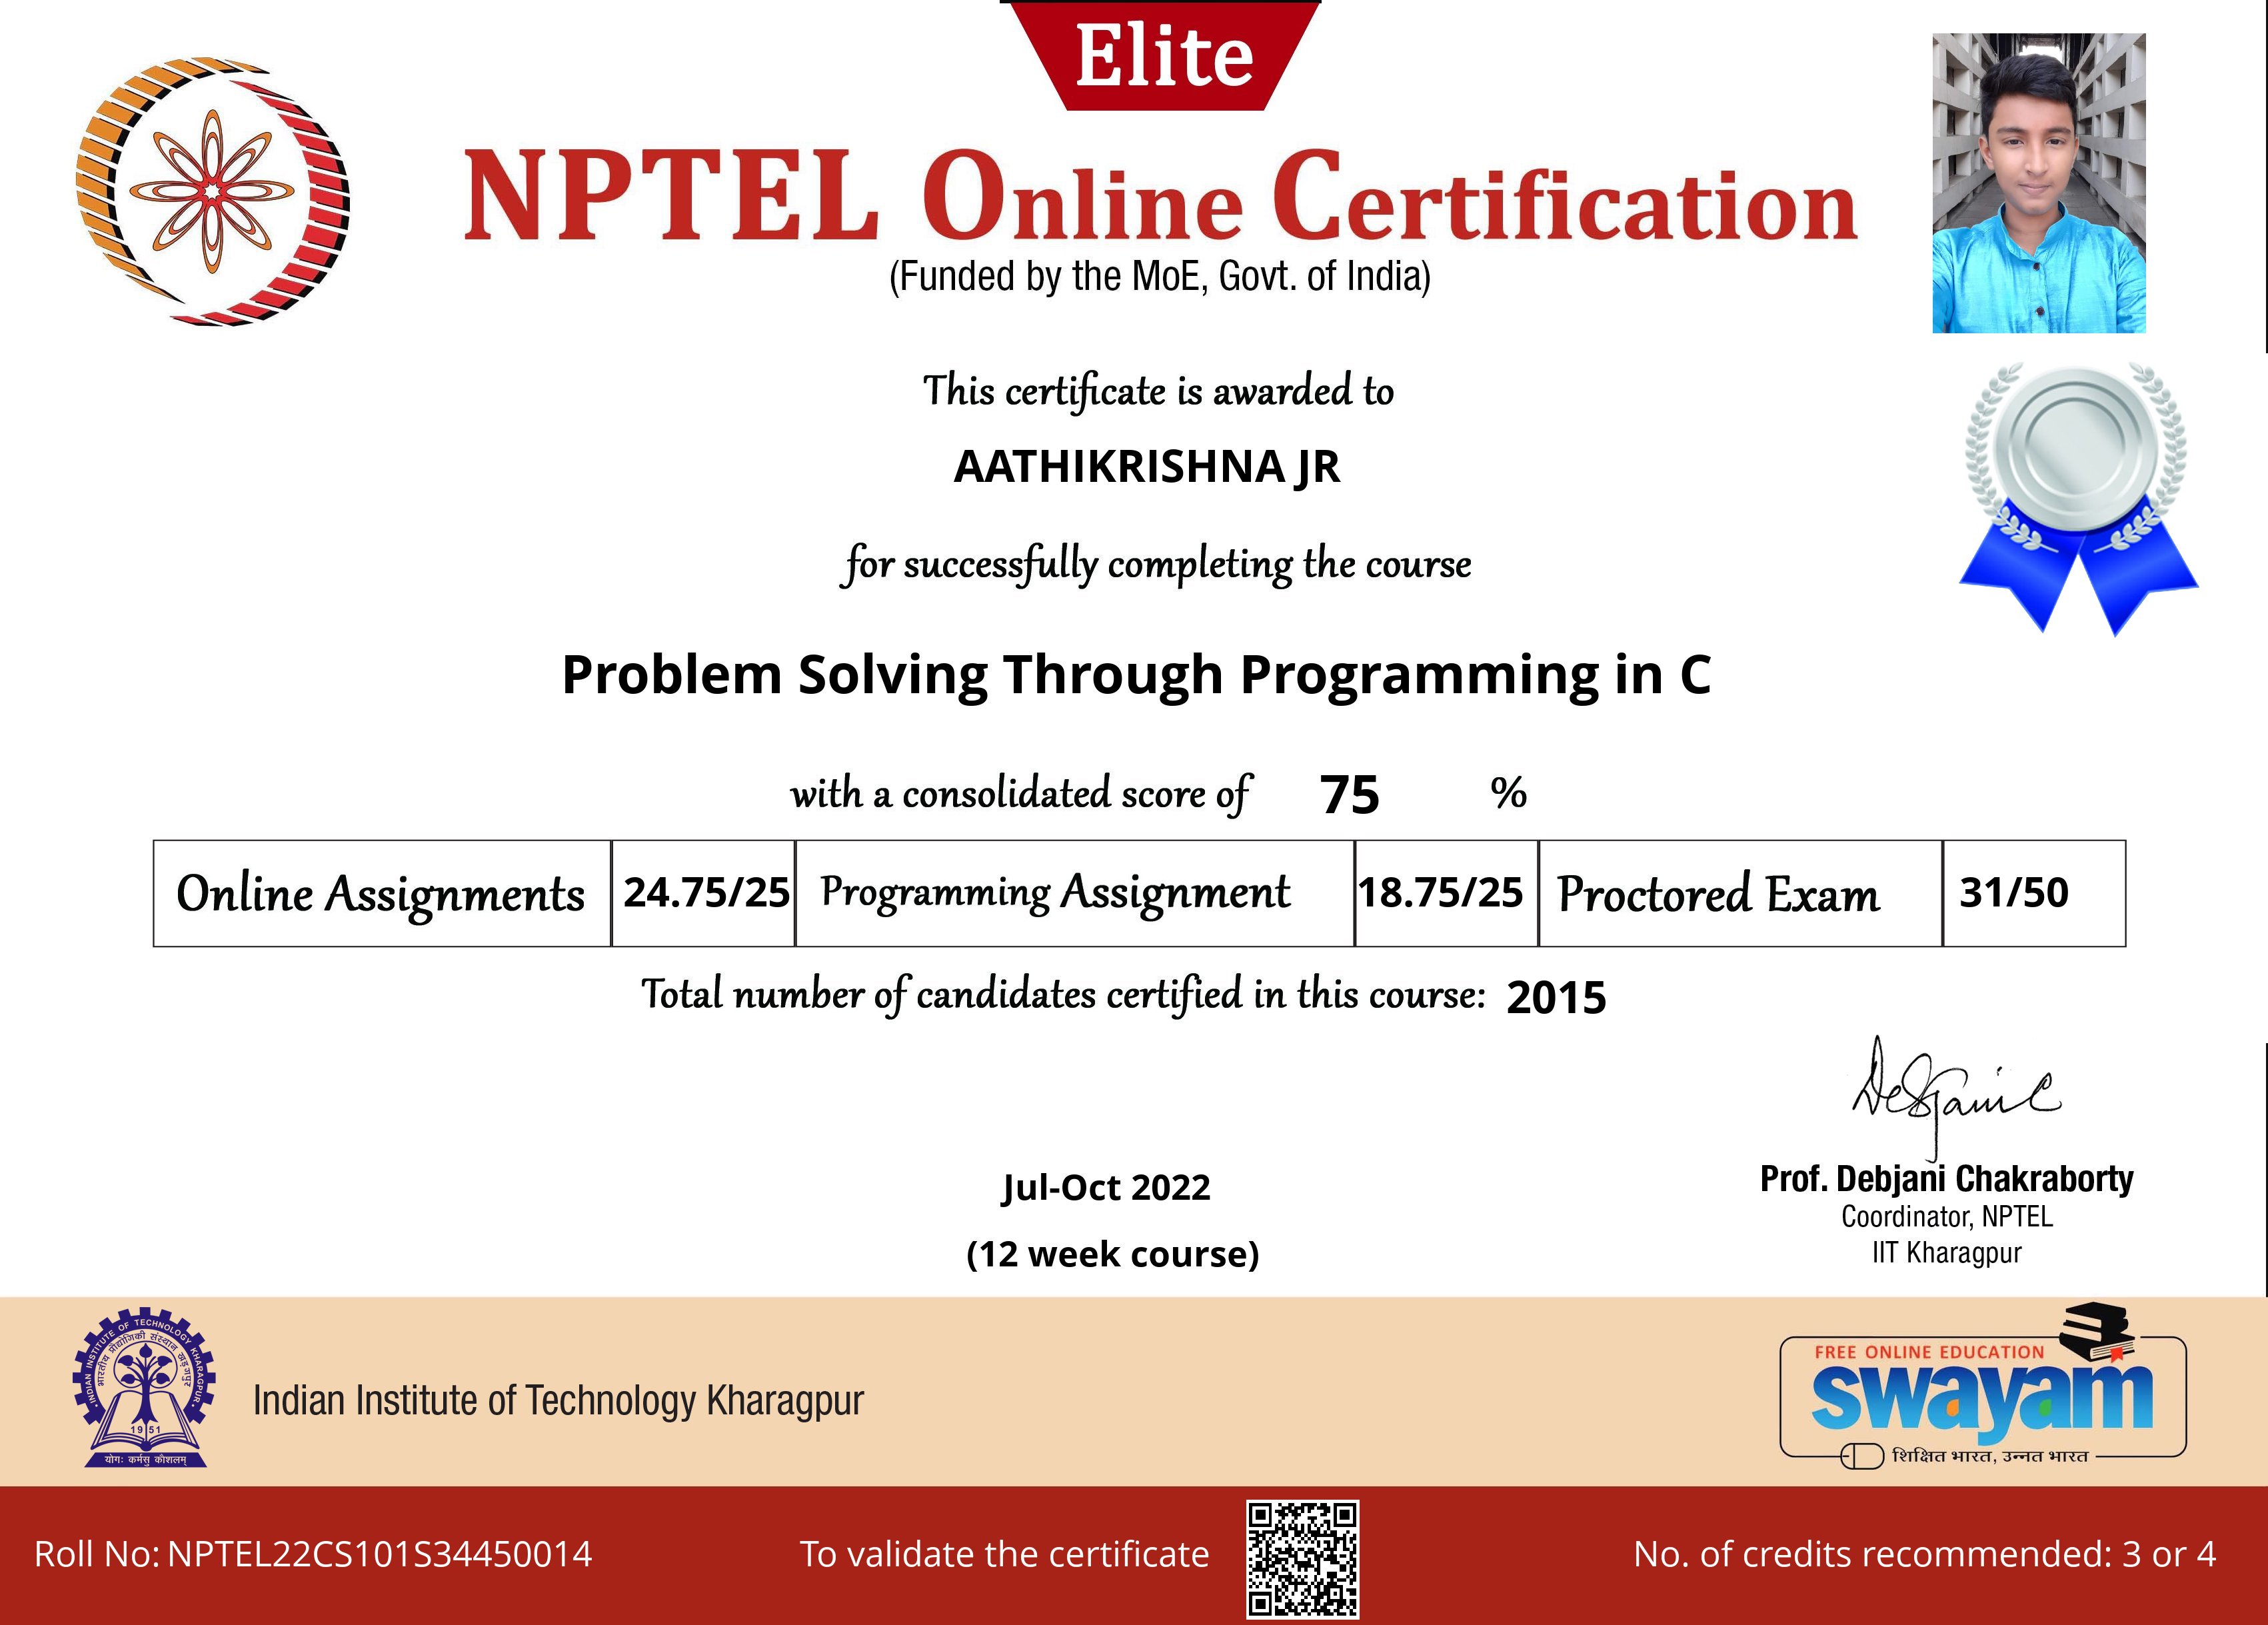 Elite
NPTEL Online Certification
(Funded by the MoE, Govt. of India)
This certificate is awarded to
AATHIKRISHNA JR
for successfully completing the course
Problem Solving Through Programming in C
with a consolidated score of 75 %
Online Assignments 24.75/25 Programming Assignment 18.75/25 Proctored Exam 31/50
Total number of candidates certified in this course: 2015
Prof. Debjani Chakraborty
Coordinator, NPTEL
IIT Kharagpur
Jul-Oct 2022
(12 week course)
INDIAN INSTITUTE OF TECHNOLOGY KHARAGPUR
भारतीय प्रौद्योगिकी संस्थान खड़गपुर
1951
योगः कर्मसु कौशलम्
Indian Institute of Technology Kharagpur
FREE ONLINE EDUCATION
swayam
शिक्षित भारत, उन्नत भारत
Roll No: NPTEL22CS101S34450014
To validate the certificate
No. of credits recommended: 3 or 4